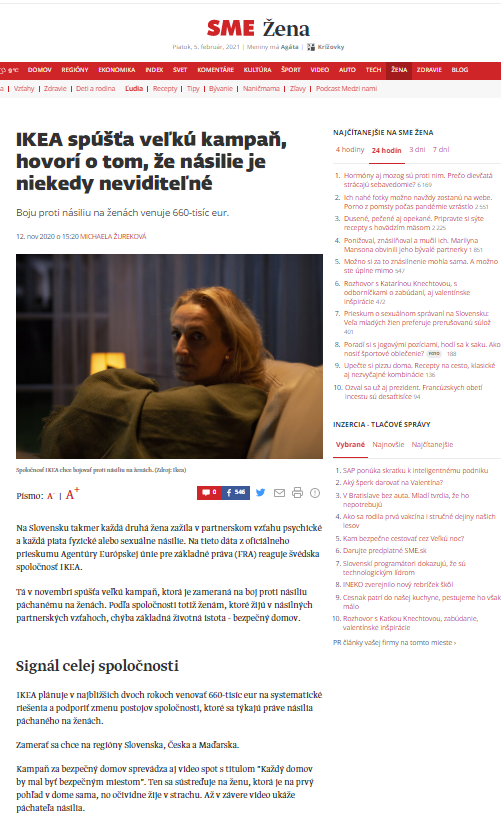 SME Žena
Piatok, 5. február, 2021 | Meniny má Agáta | Krížovky
9°C DOMOV REGIÓNY EKONOMIKA INDEX SVET KOMENTÁRE KULTÚRA ŠPORT VIDEO AUTO TECH ŽENA ZDRAVIE BLOG
a | Vzťahy | Zdravie | Deti a rodina | Ľudia | Recepty | Tipy | Bývanie | Naničmama | Zľavy | Podcast Medzi nami
IKEA spúšťa veľkú kampaň,
hovorí o tom, že násilie je
niekedy neviditeľné
Boju proti násiliu na ženách venuje 660-tisíc eur.
12. nov 2020 o 15:20 MICHAELA ŽUREKOVÁ
Spoločnosť IKEA chce bojovať proti násiliu na ženách. (Zdroj: Ikea)
Písmo: A- | A+
0
546
Na Slovensku takmer každá druhá žena zažila v partnerskom vzťahu psychické
a každá piata fyzické alebo sexuálne násilie. Na tieto dáta z oficiálneho
prieskumu Agentúry Európskej únie pre základné práva (FRA) reaguje švédska
spoločnosť IKEA.
Tá v novembri spúšťa veľkú kampaň, ktorá je zameraná na boj proti násiliu
páchanému na ženách. Podľa spoločnosti totiž ženám, ktoré žijú v násilných
partnerských vzťahoch, chýba základná životná istota – bezpečný domov.
Signál celej spoločnosti
IKEA plánuje v najbližších dvoch rokoch venovať 660-tisíc eur na systematické
riešenia a podporiť zmenu postojov spoločnosti, ktoré sa týkajú práve násilia
páchaného na ženách.
Zamerať sa chce na regióny Slovenska, Česka a Maďarska.
Kampaň za bezpečný domov sprevádza aj video spot s titulom "Každý domov
by mal byť bezpečným miestom". Ten sa sústreďuje na ženu, ktorá je na prvý
pohľad v dome sama, no očividne žije v strachu. Až v závere video ukáže
páchateľa násilia.
NAJČÍTANEJŠIE NA SME ŽENA
4 hodiny 24 hodín 3 dni 7 dní
1. Hormóny aj mozog sú proti nim. Prečo dievčatá
strácajú sebavedomie? 6 169
2. Ich nahé fotky možno navždy zostanú na webe.
Porno z pomsty počas pandémie vzrástlo 2 551
3. Dusené, pečené aj opekané. Pripravte si sýte
recepty s hovädzím mäsom 2 225
4. Ponižoval, znásilňoval a mučil ich. Marilyna
Mansona obvinili jeho bývalé partnerky 1 851
5. Možno si za to znásilnenie mohla sama. A možno
ste úplne mimo 547
6. Rozhovor s Katarínou Knechtovou, s
odborníčkami o zabúdaní, aj valentínske
inšpirácie 472
7. Prieskum o sexuálnom správaní na Slovensku:
Veľa mladých žien preferuje prerušovanú súlož
401
8. Poradí si s jogovými pozíciami, hodí sa k saku. Ako
nosiť športové oblečenie? FOTO 188
9. Upečte si pizzu doma. Recepty na cesto, klasické
aj nezvyčajné kombinácie 136
10. Ozval sa už aj prezident. Francúzskych obetí
incestu sú desaťtisíce 94
INZERCIA - TLAČOVÉ SPRÁVY
Vybrané Najnovšie Najčítanejšie
1. SAP ponúka skratku k inteligentnému podniku
2. Aký šperk darovať na Valentína?
3. V Bratislave bez auta. Mladí tvrdia, že ho
nepotrebujú
4. Ako sa rodila prvá vakcína i stručné dejiny našich
lesov
5. Kam bezpečne cestovať cez Veľkú noc?
6. Darujte predplatné SME.sk
7. Slovenskí programátori dokazujú, že sú
technologickým lídrom
8. INEKO zverejnilo nový rebríček škôl
9. Cesnak patrí do našej kuchyne, pestujeme ho však
málo
10. Rozhovor s Katkou Knechtovou, zabúdanie,
valentínske inšpirácie
PR články vašej firmy na tomto mieste ›